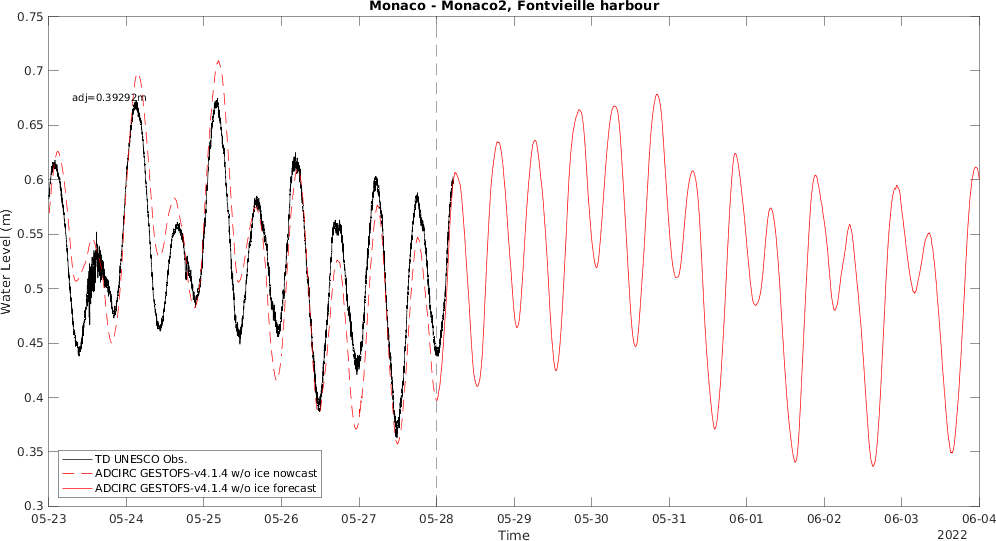 Monaco - Monaco2, Fontvieille harbour
0.75
0.7
0.65
0.6
0.55
0.5
0.45
0.4
0.35
0.3
Water Level (m)
adj=0.39292m
TD UNESCO Obs.
ADCIRC GESTOFS-v4.1.4 w/o ice nowcast
ADCIRC GESTOFS-v4.1.4 w/o ice forecast
05-23 05-24 05-25 05-26 05-27 05-28 05-29 05-30 05-31 06-01 06-02 06-03 06-04
Time
2022